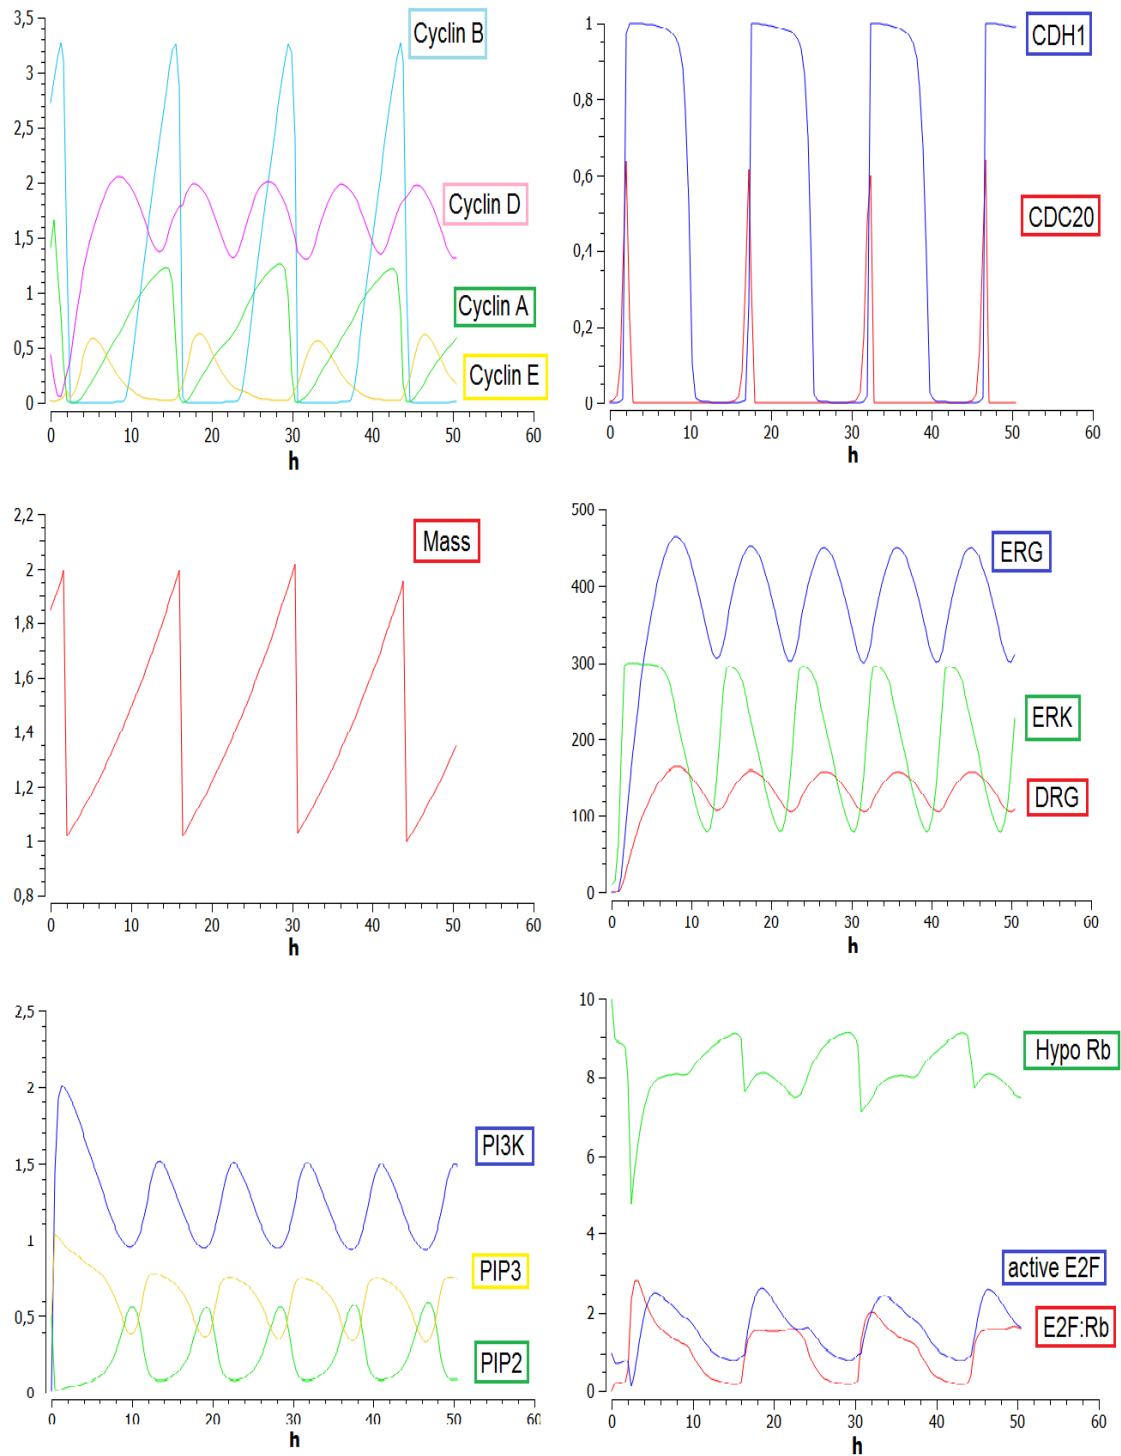 3,5
3
2,5
2
1,5
1
0,5
0
0 10 20 30 40 50 60
h
Cyclin B
Cyclin D
Cyclin A
Cyclin E
1
0,8
0,6
0,4
0,2
0
0 10 20 30 40 50 60
h
CDH1
CDC20
2,2
2
1,8
1,6
1,4
1,2
1
0,8
0 10 20 30 40 50 60
h
Mass
500
400
300
200
100
0
0 10 20 30 40 50 60
h
ERG
ERK
DRG
2,5
2
1,5
1
0,5
0
0 10 20 30 40 50 60
h
PI3K
PIP3
PIP2
10
8
6
4
2
0
0 10 20 30 40 50 60
h
Hypo Rb
active E2F
E2F:Rb